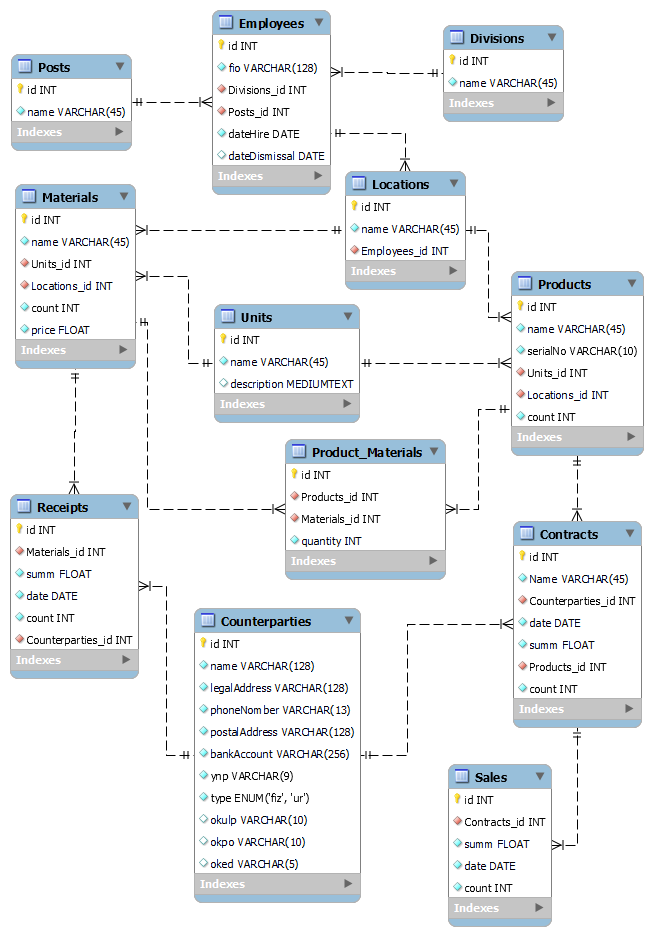 Employees
id INT
fio VARCHAR(128)
Divisions_id INT
Posts_id INT
dateHire DATE
dateDismissal DATE
Indexes
Divisions
id INT
name VARCHAR(45)
Indexes
Posts
id INT
name VARCHAR(45)
Indexes
Locations
id INT
name VARCHAR(45)
Employees_id INT
Indexes
Materials
id INT
name VARCHAR(45)
Units_id INT
Locations_id INT
count INT
price FLOAT
Indexes
Products
id INT
name VARCHAR(45)
serialNo VARCHAR(10)
Units_id INT
Locations_id INT
count INT
Indexes
Units
id INT
name VARCHAR(45)
description MEDIUMTEXT
Indexes
Product_Materials
id INT
Products_id INT
Materials_id INT
quantity INT
Indexes
Receipts
id INT
Materials_id INT
summ FLOAT
date DATE
count INT
Counterparties_id INT
Indexes
Contracts
id INT
Name VARCHAR(45)
Counterparties_id INT
date DATE
summ FLOAT
Products_id INT
count INT
Indexes
Counterparties
id INT
name VARCHAR(128)
legalAddress VARCHAR(128)
phoneNomber VARCHAR(13)
postalAddress VARCHAR(128)
bankAccount VARCHAR(256)
ynp VARCHAR(9)
type ENUM('fiz', 'ur')
okulp VARCHAR(10)
okpo VARCHAR(10)
oked VARCHAR(5)
Indexes
Sales
id INT
Contracts_id INT
summ FLOAT
date DATE
count INT
Indexes